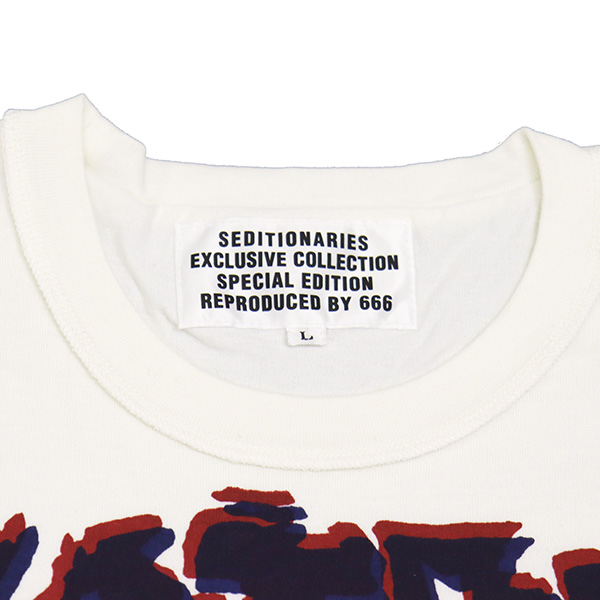 SEDITIONARIES
EXCLUSIVE COLLECTION
SPECIAL EDITION
REPRODUCED BY 666
L